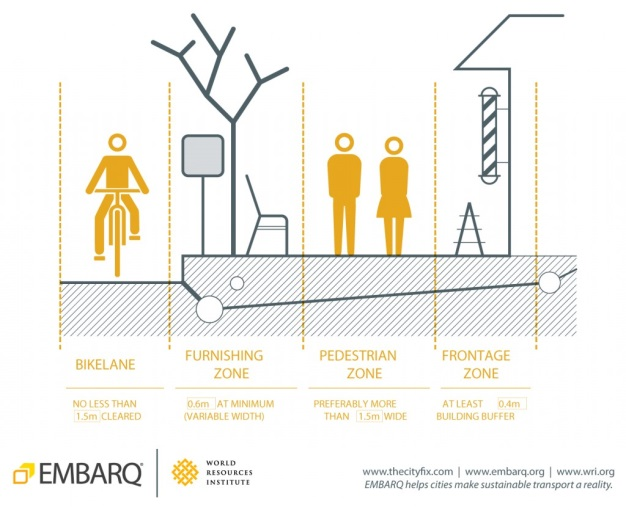 BIKELANE
NO LESS THAN
1.5m CLEARED
FURNISHING
ZONE
0.6m AT MINIMUM
(VARIABLE WIDTH)
PEDESTRIAN
ZONE
PREFERABLY MORE
THAN 1.5m WIDE
FRONTAGE
ZONE
AT LEAST 0.4m
BUILDING BUFFER
EMBARQ®
WORLD
RESOURCES
INSTITUTE
www.thecityfix.com | www.embarq.org | www.wri.org
EMBARQ helps cities make sustainable transport a reality.